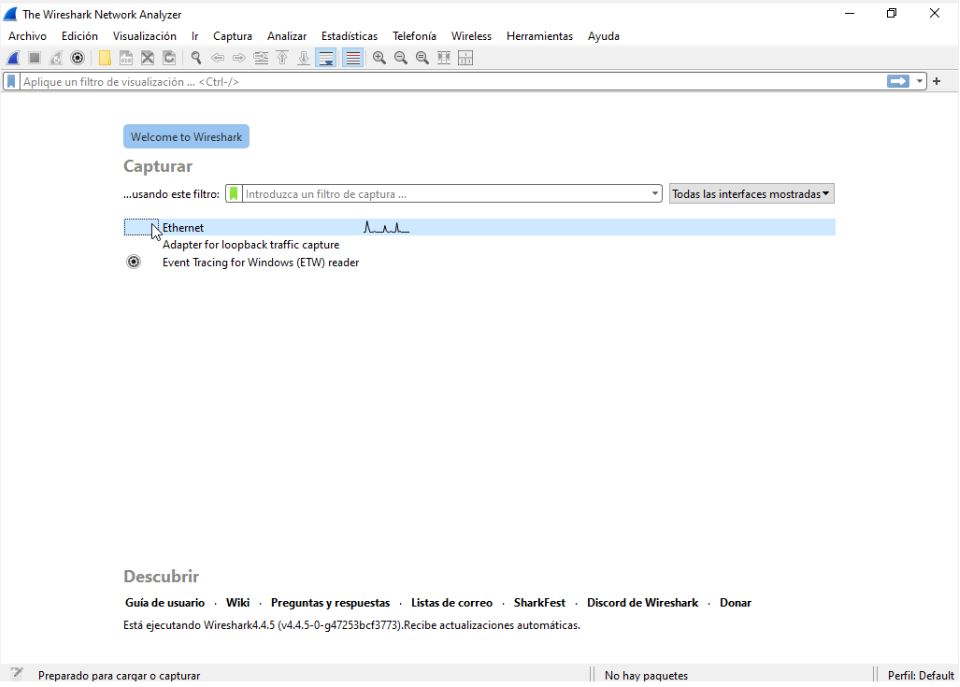 The Wireshark Network Analyzer
Archivo Edición Visualización Ir Captura Analizar Estadísticas Telefonía Wireless Herramientas Ayuda
Aplique un filtro de visualización ... <Ctrl-/>
Welcome to Wireshark
Capturar
...usando este filtro: Introduzca un filtro de captura ... Todas las interfaces mostradas
Ethernet
Adapter for loopback traffic capture
Event Tracing for Windows (ETW) reader
Descubrir
Guía de usuario · Wiki · Preguntas y respuestas · Listas de correo · SharkFest · Discord de Wireshark · Donar
Está ejecutando Wireshark4.4.5 (v4.4.5-0-g47253bcf3773).Recibe actualizaciones automáticas.
Preparado para cargar o capturar No hay paquetes Perfil: Default